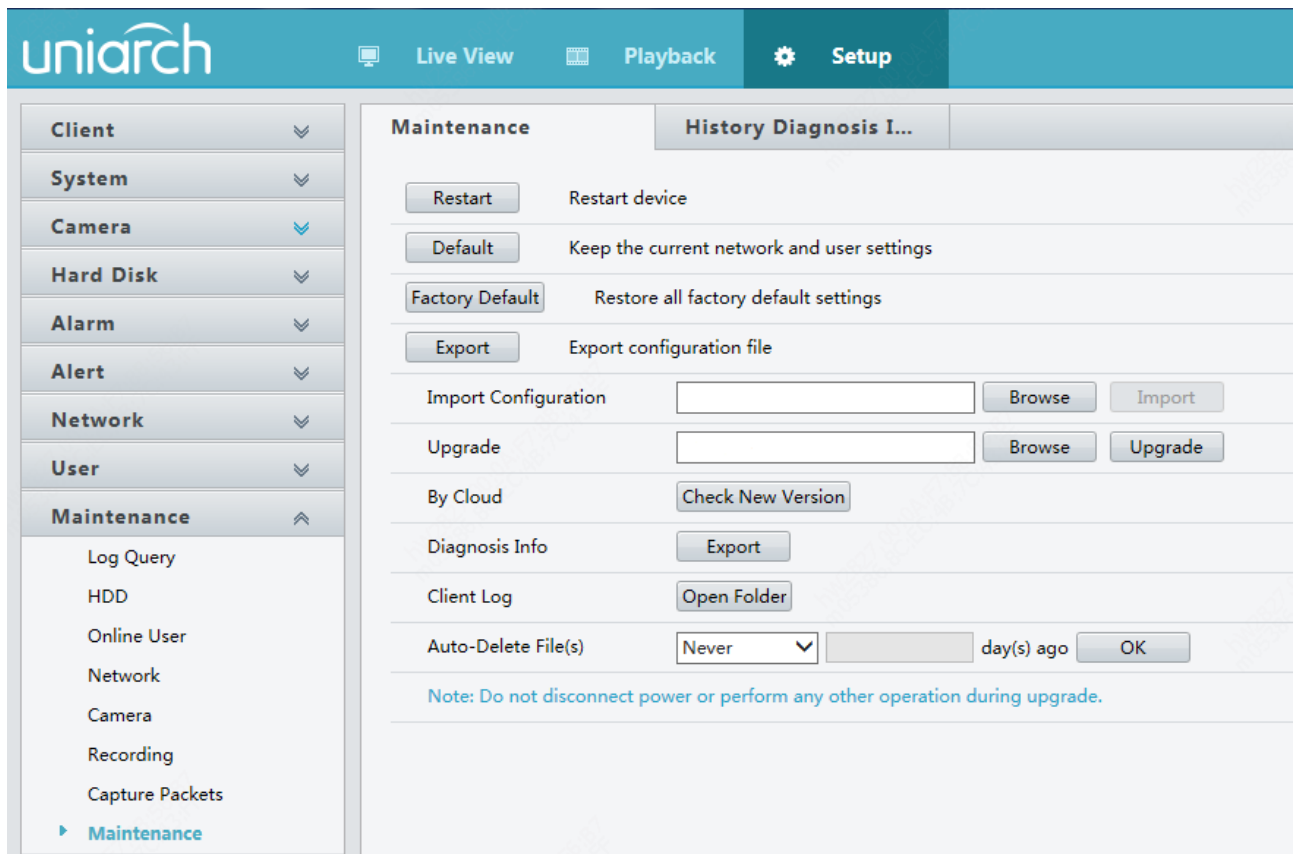 uniarch
Live View
Playback
Setup
Client
System
Camera
Hard Disk
Alarm
Alert
Network
User
Maintenance
Log Query
HDD
Online User
Network
Camera
Recording
Capture Packets
Maintenance
Maintenance
History Diagnosis I...
Restart Restart device
Default Keep the current network and user settings
Factory Default Restore all factory default settings
Export Export configuration file
Import Configuration Browse Import
Upgrade Browse Upgrade
By Cloud Check New Version
Diagnosis Info Export
Client Log Open Folder
Auto-Delete File(s) Never day(s) ago OK
Note: Do not disconnect power or perform any other operation during upgrade.